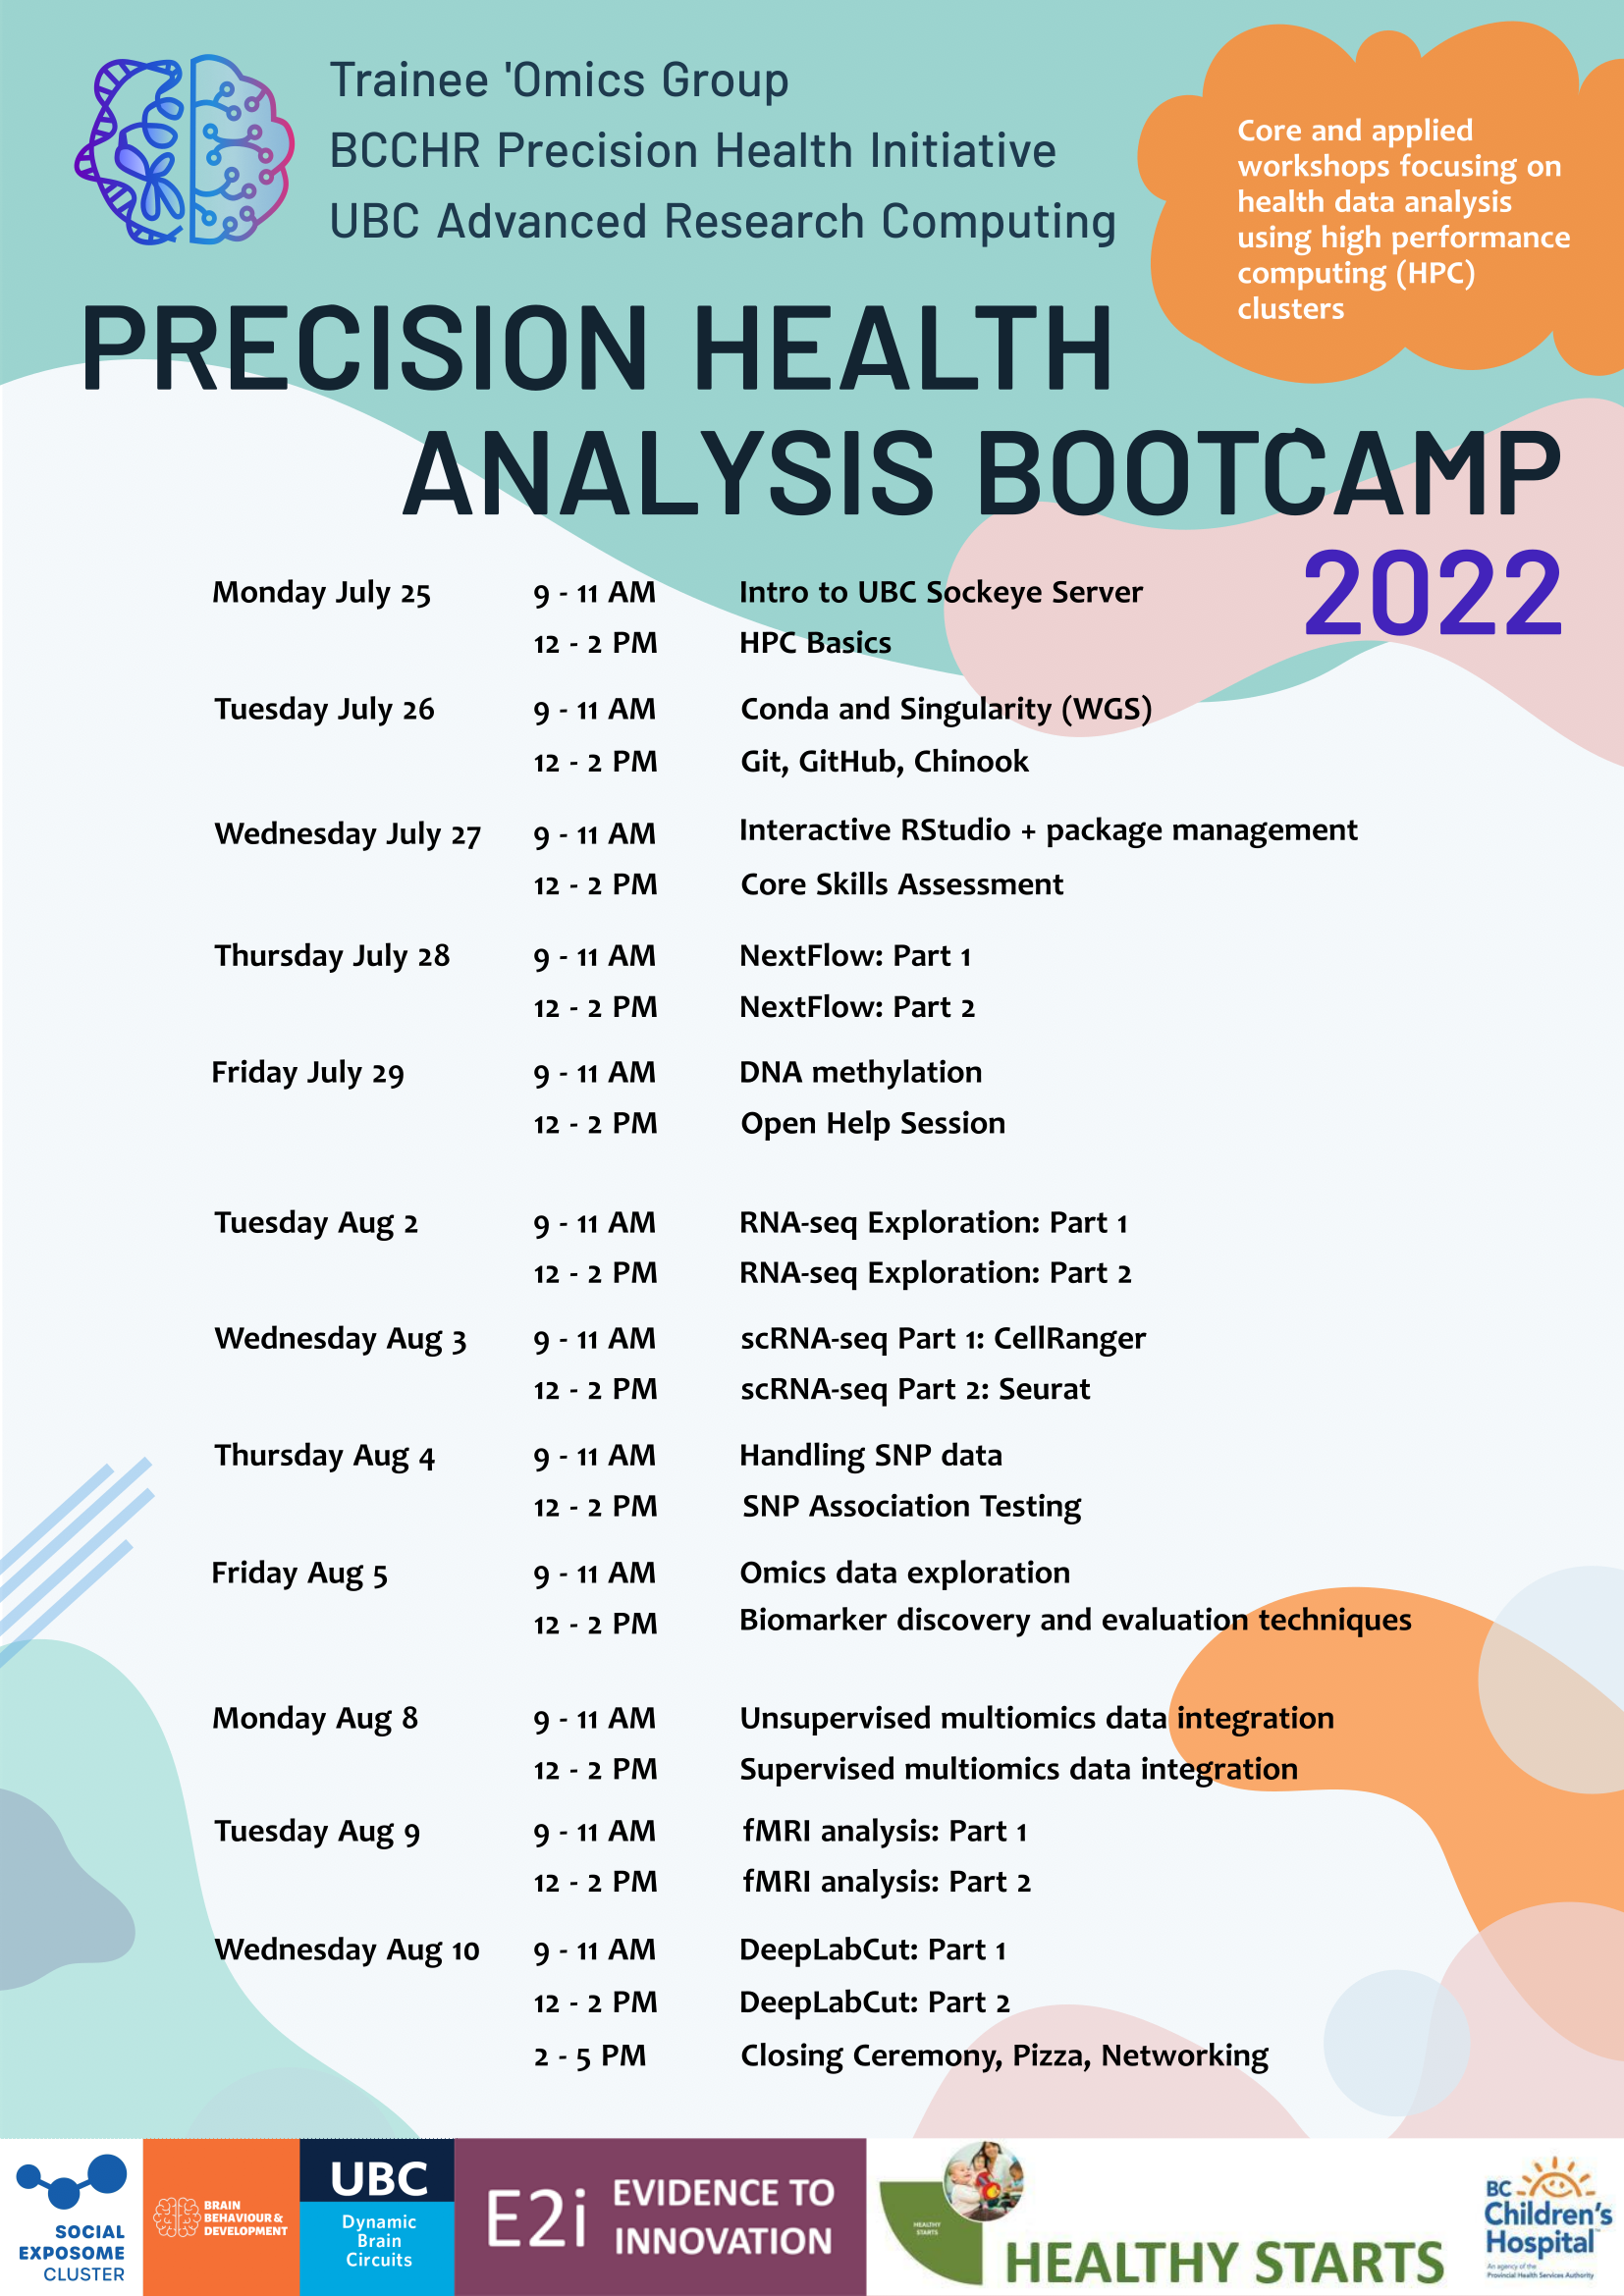 Trainee 'Omics Group
BCCHR Precision Health Initiative
UBC Advanced Research Computing
Core and applied
workshops focusing on
health data analysis
using high performance
computing (HPC)
clusters
PRECISION HEALTH
ANALYSIS BOOTCAMP
2022
Monday July 25 9 - 11 AM Intro to UBC Sockeye Server
12 - 2 PM HPC Basics
Tuesday July 26 9 - 11 AM Conda and Singularity (WGS)
12 - 2 PM Git, GitHub, Chinook
Wednesday July 27 9 - 11 AM Interactive RStudio + package management
12 - 2 PM Core Skills Assessment
Thursday July 28 9 - 11 AM NextFlow: Part 1
12 - 2 PM NextFlow: Part 2
Friday July 29 9 - 11 AM DNA methylation
12 - 2 PM Open Help Session
Tuesday Aug 2 9 - 11 AM RNA-seq Exploration: Part 1
12 - 2 PM RNA-seq Exploration: Part 2
Wednesday Aug 3 9 - 11 AM scRNA-seq Part 1: CellRanger
12 - 2 PM scRNA-seq Part 2: Seurat
Thursday Aug 4 9 - 11 AM Handling SNP data
12 - 2 PM SNP Association Testing
Friday Aug 5 9 - 11 AM Omics data exploration
12 - 2 PM Biomarker discovery and evaluation techniques
Monday Aug 8 9 - 11 AM Unsupervised multiomics data integration
12 - 2 PM Supervised multiomics data integration
Tuesday Aug 9 9 - 11 AM fMRI analysis: Part 1
12 - 2 PM fMRI analysis: Part 2
Wednesday Aug 10 9 - 11 AM DeepLabCut: Part 1
12 - 2 PM DeepLabCut: Part 2
2 - 5 PM Closing Ceremony, Pizza, Networking
SOCIAL
EXPOSOME
CLUSTER
BRAIN
BEHAVIOUR &
DEVELOPMENT
UBC
Dynamic
Brain
Circuits
E2i
EVIDENCE TO
INNOVATION
HEALTHY
STARTS
HEALTHY STARTS
BC
Children's
Hospital™
An agency of the
Provincial Health Services Authority